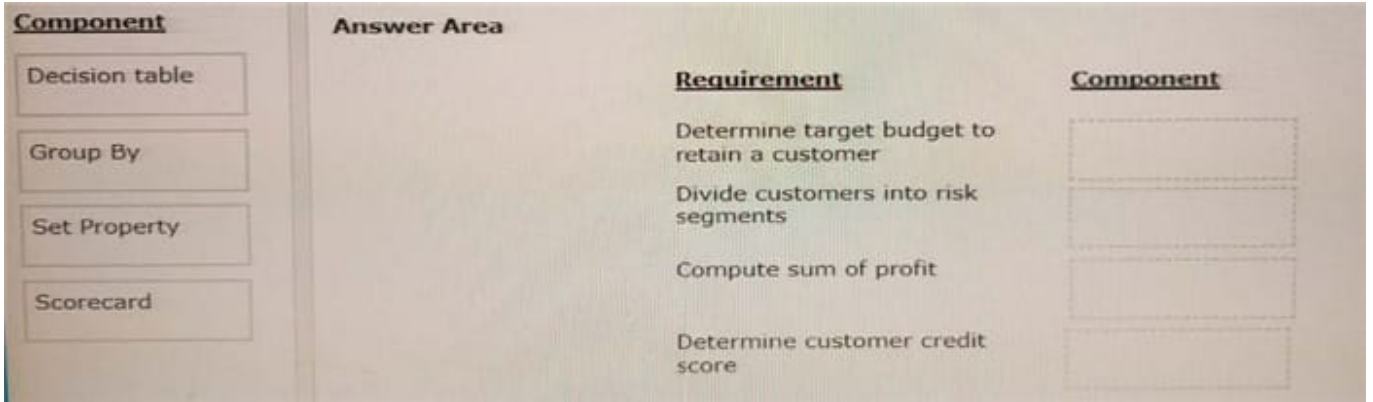 Component
Decision table
Group By
Set Property
Scorecard
Answer Area
Requirement
Component
Determine target budget to
retain a customer
Divide customers into risk
segments
Compute sum of profit
Determine customer credit
score